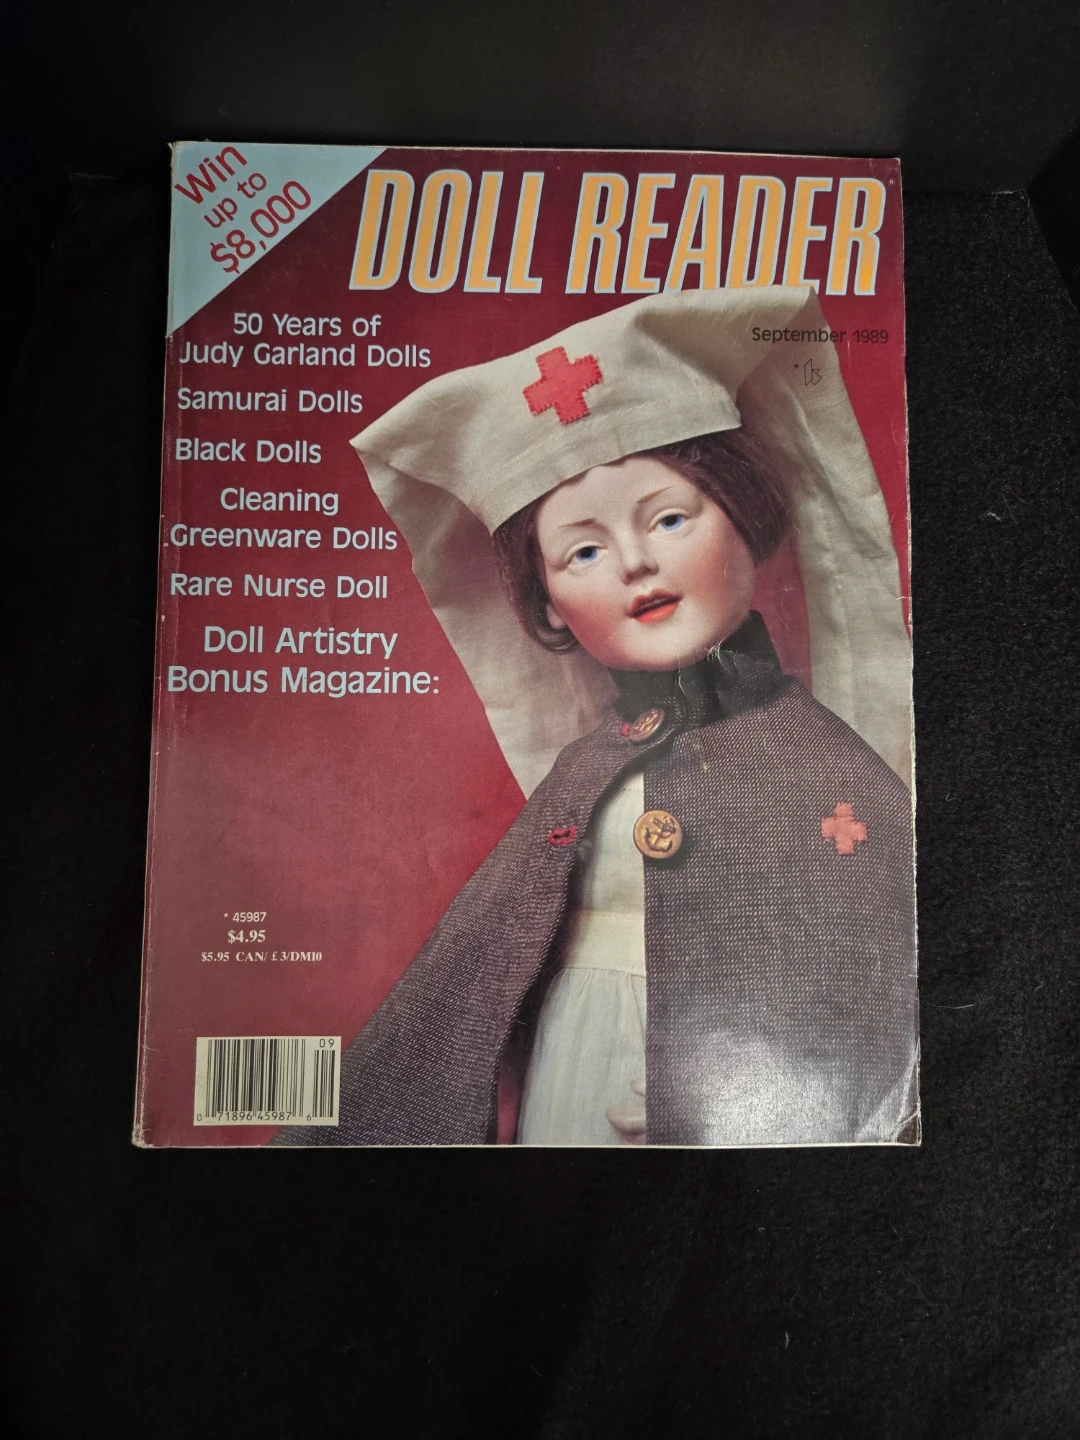 Win
up to
$8,000
DOLL READER®
September 1989
50 Years of
Judy Garland Dolls
Samurai Dolls
Black Dolls
Cleaning
Greenware Dolls
Rare Nurse Doll
Doll Artistry
Bonus Magazine:
* 45987
$4.95
$5.95 CAN/ £ 3/DM10
09
0 71896 45987 6